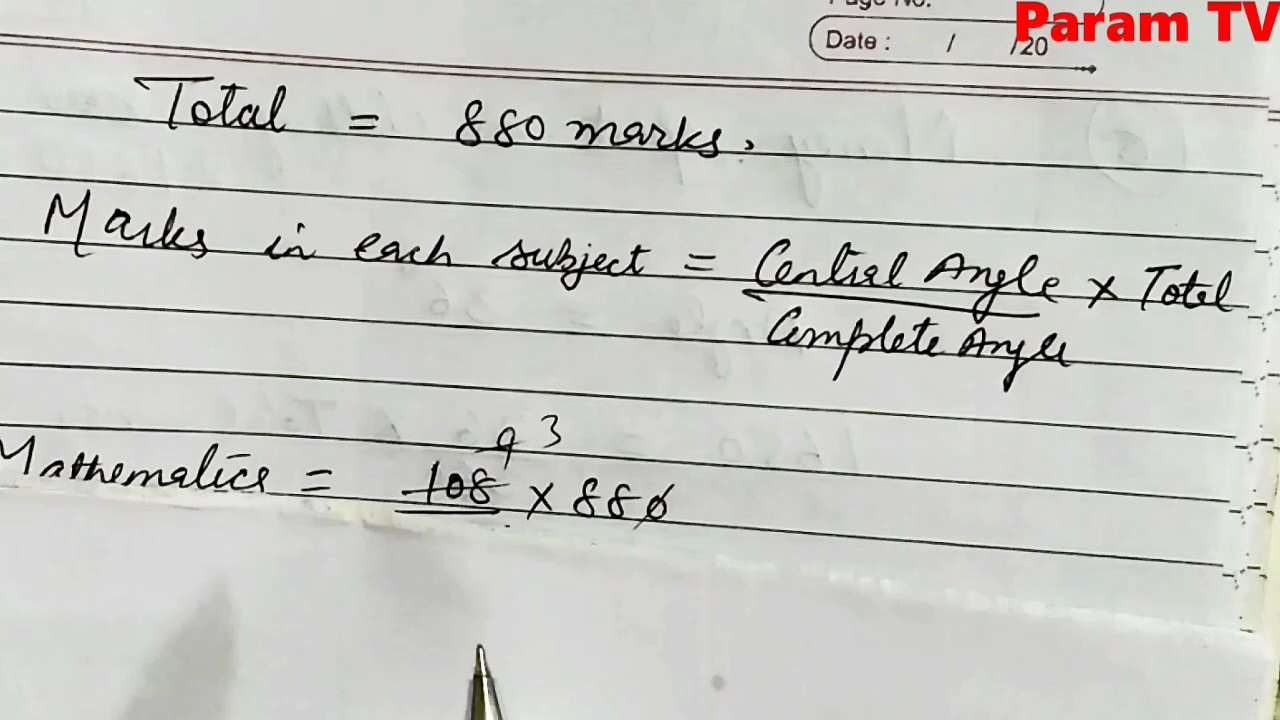 Param TV
Page No.
Date : / /20
Total = 880 marks.
Marks in each subject = Central Angle × Total
Complete Angle
9 3
Mathematics = 108 × 880